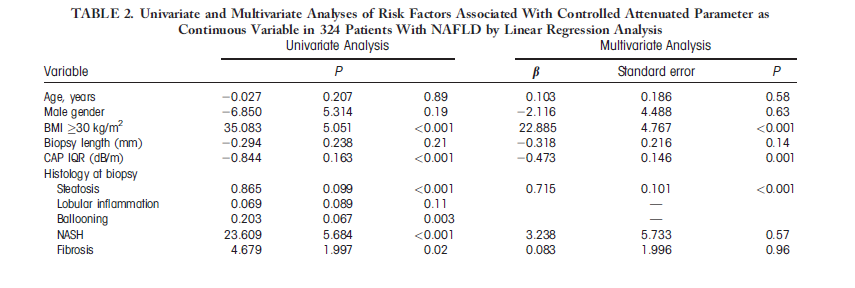 TABLE 2. Univariate and Multivariate Analyses of Risk Factors Associated With Controlled Attenuated Parameter as
Continuous Variable in 324 Patients With NAFLD by Linear Regression Analysis
Univariate Analysis Multivariate Analysis
Variable P β Standard error P
Age, years −0.027 0.207 0.89 0.103 0.186 0.58
Male gender −6.850 5.314 0.19 −2.116 4.488 0.63
BMI ≥30 kg/m² 35.083 5.051 <0.001 22.885 4.767 <0.001
Biopsy length (mm) −0.294 0.238 0.21 −0.318 0.216 0.14
CAP IQR (dB/m) −0.844 0.163 <0.001 −0.473 0.146 0.001
Histology at biopsy
Steatosis 0.865 0.099 <0.001 0.715 0.101 <0.001
Lobular inflammation 0.069 0.089 0.11 —
Ballooning 0.203 0.067 0.003 —
NASH 23.609 5.684 <0.001 3.238 5.733 0.57
Fibrosis 4.679 1.997 0.02 0.083 1.996 0.96